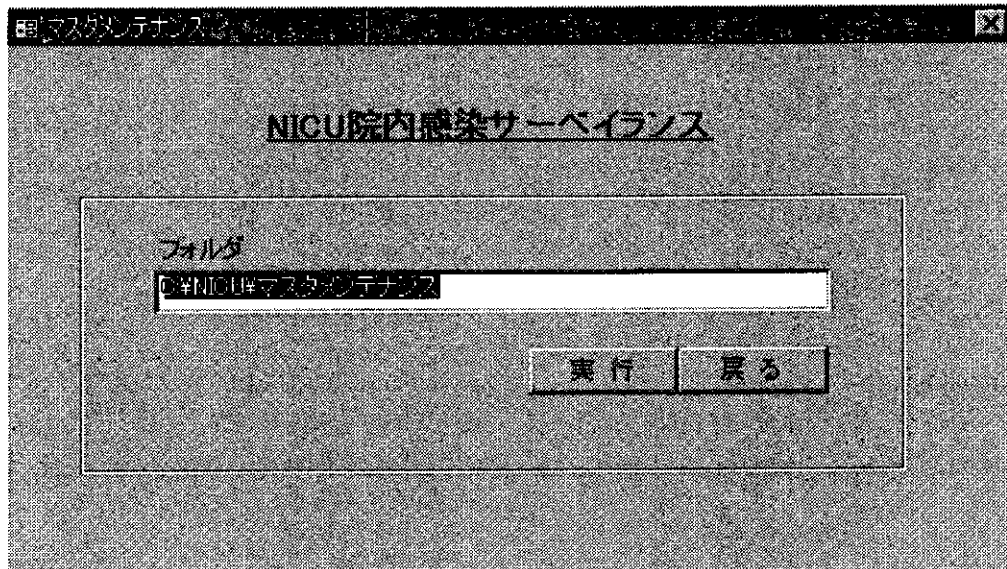 マスタメンテナンス
NICU院内感染サーベイランス
フォルダ
C:¥NICU¥マスタメンテナンス
実 行
戻 る